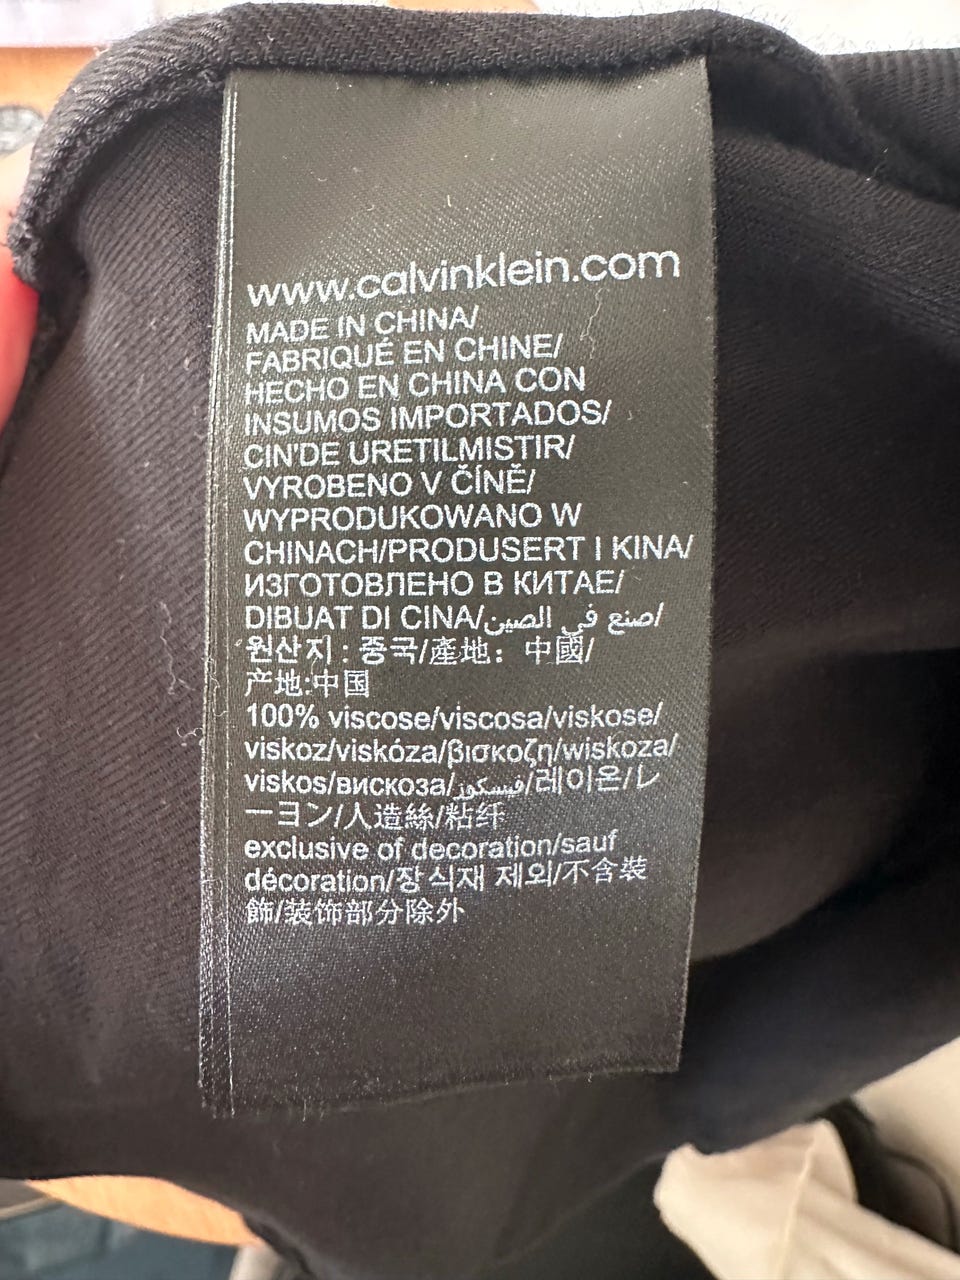 www.calvinklein.com
MADE IN CHINA/
FABRIQUÉ EN CHINE/
HECHO EN CHINA CON
INSUMOS IMPORTADOS/
CIN'DE URETILMISTIR/
VYROBENO V ČÍNĚ/
WYPRODUKOWANO W
CHINACH/PRODUSERT I KINA/
ИЗГОТОВЛЕНО В КИТАЕ/
DIBUAT DI CINA/صنع في الصين/
원산지 : 중국/產地： 中國/
产地:中国
100% viscose/viscosa/viskose/
viskoz/viskóza/βισκοζη/wiskoza/
viskos/вискоза/فيسكوز/레이온/レ
ーヨン/人造絲/粘纤
exclusive of decoration/sauf
décoration/장식재 제외/不含裝
飾/装饰部分除外